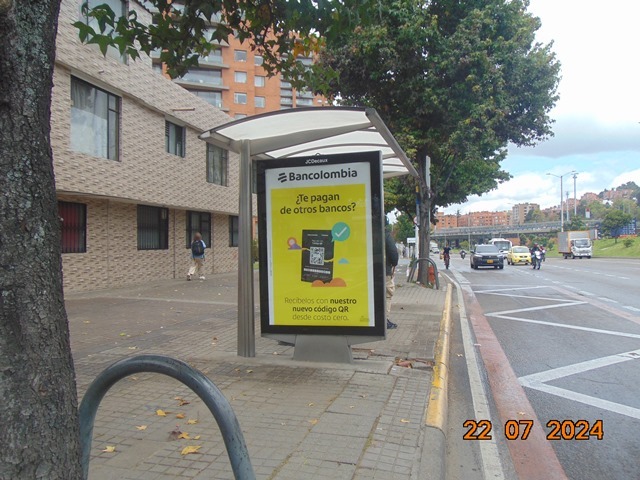 JCDecaux
Bancolombia
¿Te pagan
de otros bancos?
Recíbelos con nuestro
nuevo código QR
desde costo cero.
22 07 2024